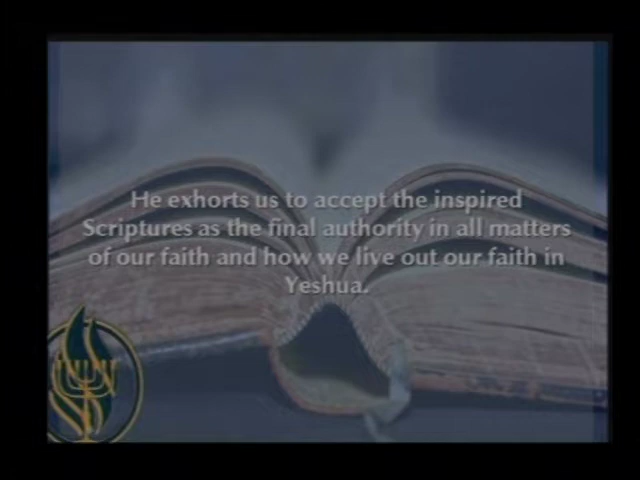 He exhorts us to accept the inspired
Scriptures as the final authority in all matters
of our faith and how we live out our faith in
Yeshua.